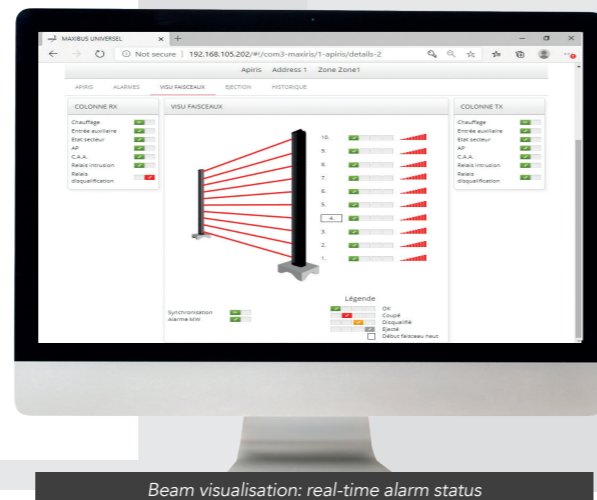 MAXIBUS UNIVERSEL
Not secure | 192.168.105.202/#!/com3-maxiris/1-apiris/details-2
Apiris Address 1 Zone Zone1
APIRIS ALARMES VISU FAISCEAUX EJECTION HISTORIQUE
COLONNE RX
Chauffage
Entrée auxiliaire
Etat secteur
AP
C.A.A.
Relais intrusion
Relais
disqualification
VISU FAISCEAUX
10.
9.
8.
7.
6.
5.
4.
3.
2.
1.
Synchronisation
Alarme MW
Légende
OK
Coupé
Disqualifié
Ejecté
Début faisceau haut
COLONNE TX
Chauffage
Entrée auxiliaire
Etat secteur
AP
C.A.A.
Relais intrusion
Relais
disqualification
Beam visualisation: real-time alarm status